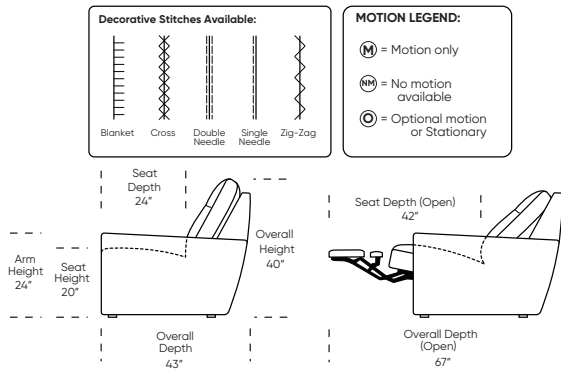 Decorative Stitches Available:
Blanket
Cross
Double
Needle
Single
Needle
Zig-Zag
MOTION LEGEND:
M = Motion only
NM = No motion
available
O = Optional motion
or Stationary
Seat
Depth
24"
Arm
Height
24"
Seat
Height
20"
Overall
Height
40"
Overall
Depth
43"
Seat Depth (Open)
42"
Overall Depth
(Open)
67"